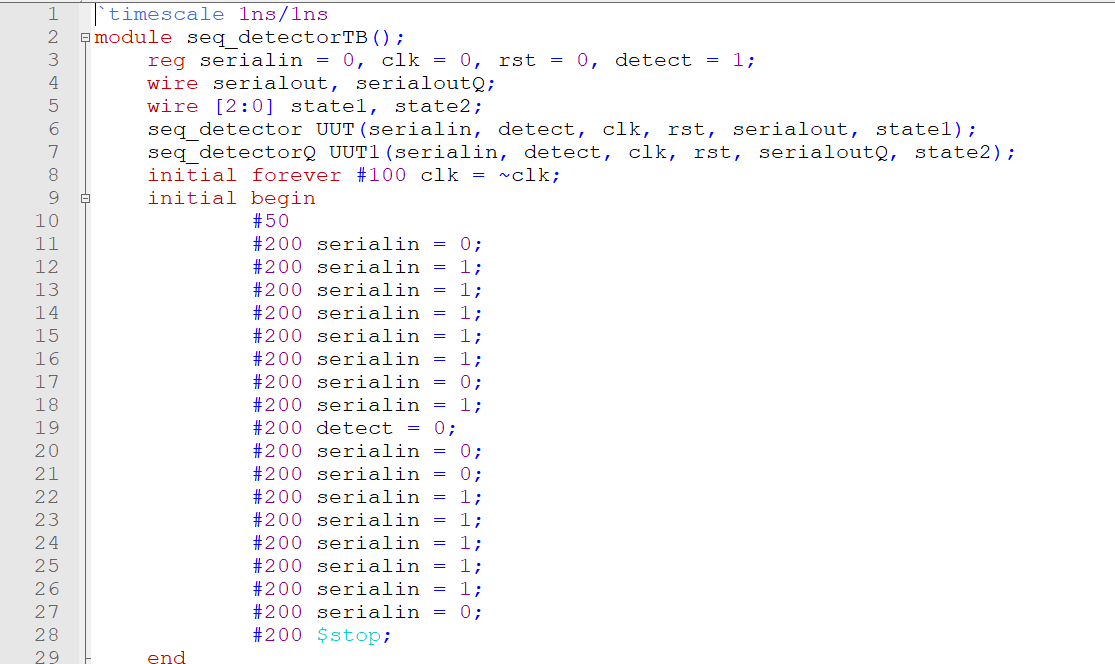 1 `timescale 1ns/1ns
2 module seq_detectorTB();
3 reg serialin = 0, clk = 0, rst = 0, detect = 1;
4 wire serialout, serialoutQ;
5 wire [2:0] state1, state2;
6 seq_detector UUT(serialin, detect, clk, rst, serialout, state1);
7 seq_detectorQ UUT1(serialin, detect, clk, rst, serialoutQ, state2);
8 initial forever #100 clk = ~clk;
9 initial begin
10 #50
11 #200 serialin = 0;
12 #200 serialin = 1;
13 #200 serialin = 1;
14 #200 serialin = 1;
15 #200 serialin = 1;
16 #200 serialin = 1;
17 #200 serialin = 0;
18 #200 serialin = 1;
19 #200 detect = 0;
20 #200 serialin = 0;
21 #200 serialin = 0;
22 #200 serialin = 1;
23 #200 serialin = 1;
24 #200 serialin = 1;
25 #200 serialin = 1;
26 #200 serialin = 1;
27 #200 serialin = 0;
28 #200 $stop;
29 end